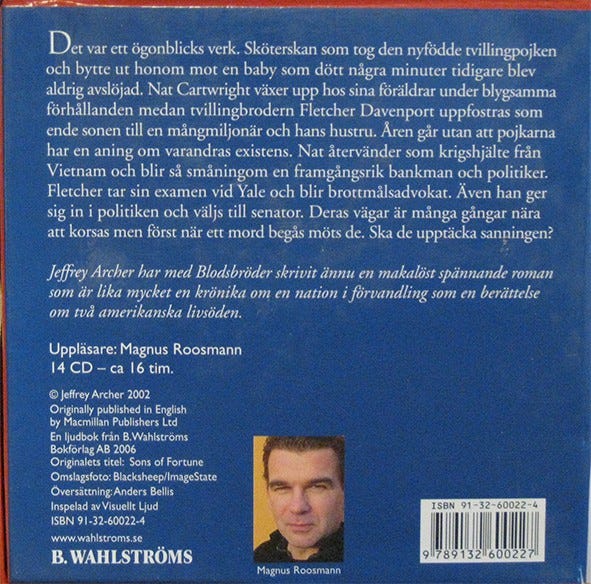 Det var ett ögonblicks verk. Sköterskan som tog den nyfödde tvillingpojken
och bytte ut honom mot en baby som dött några minuter tidigare blev
aldrig avslöjad. Nat Cartwright växer upp hos sina föräldrar under blygsamma
förhållanden medan tvillingbrodern Fletcher Davenport uppfostras som
ende sonen till en mångmiljonär och hans hustru. Åren går utan att pojkarna
har en aning om varandras existens. Nat återvänder som krigshjälte från
Vietnam och blir så småningom en framgångsrik bankman och politiker.
Fletcher tar sin examen vid Yale och blir brottmålsadvokat. Även han ger
sig in i politiken och väljs till senator. Deras vägar är många gångar nära
att korsas men först när ett mord begås möts de. Ska de upptäcka sanningen?
Jeffrey Archer har med Blodsbröder skrivit ännu en makalöst spännande roman
som är lika mycket en krönika om en nation i förvandling som en berättelse
om två amerikanska livsöden.
Uppläsare: Magnus Roosmann
14 CD – ca 16 tim.
© Jeffrey Archer 2002
Originally published in English
by Macmillan Publishers Ltd
En ljudbok från B.Wahlströms
Bokförlag AB 2006
Originalets titel: Sons of Fortune
Omslagsfoto: Blacksheep/ImageState
Översättning: Anders Bellis
Inspelad av Visuellt Ljud
ISBN 91-32-60022-4
www.wahlstroms.se
B. WAHLSTRÖMS
Magnus Roosmann
ISBN 91-32-60022-4
9 789132 600227